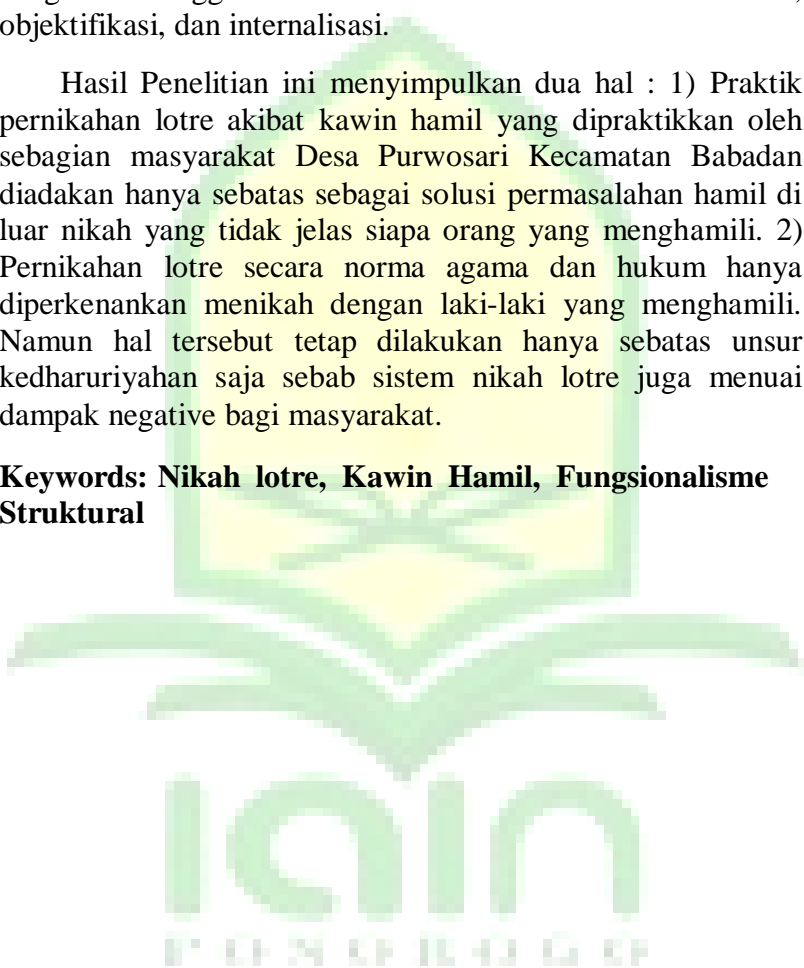 objektifikasi, dan internalisasi.
Hasil Penelitian ini menyimpulkan dua hal : 1) Praktik
pernikahan lotre akibat kawin hamil yang dipraktikkan oleh
sebagian masyarakat Desa Purwosari Kecamatan Babadan
diadakan hanya sebatas sebagai solusi permasalahan hamil di
luar nikah yang tidak jelas siapa orang yang menghamili. 2)
Pernikahan lotre secara norma agama dan hukum hanya
diperkenankan menikah dengan laki-laki yang menghamili.
Namun hal tersebut tetap dilakukan hanya sebatas unsur
kedharuriyahan saja sebab sistem nikah lotre juga menuai
dampak negative bagi masyarakat.
Keywords: Nikah lotre, Kawin Hamil, Fungsionalisme
Struktural
iain
PONOROGO